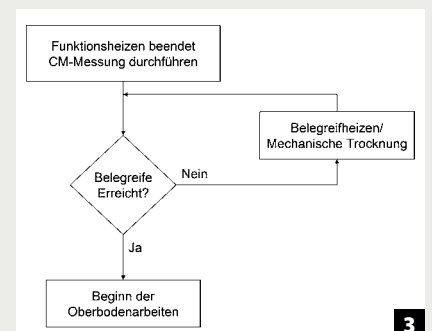 Funktionsheizen beendet
CM-Messung durchführen
Belegreifheizen/
Mechanische Trocknung
Belegreife
Erreicht?
Nein
Ja
Beginn der
Oberbodenarbeiten
3